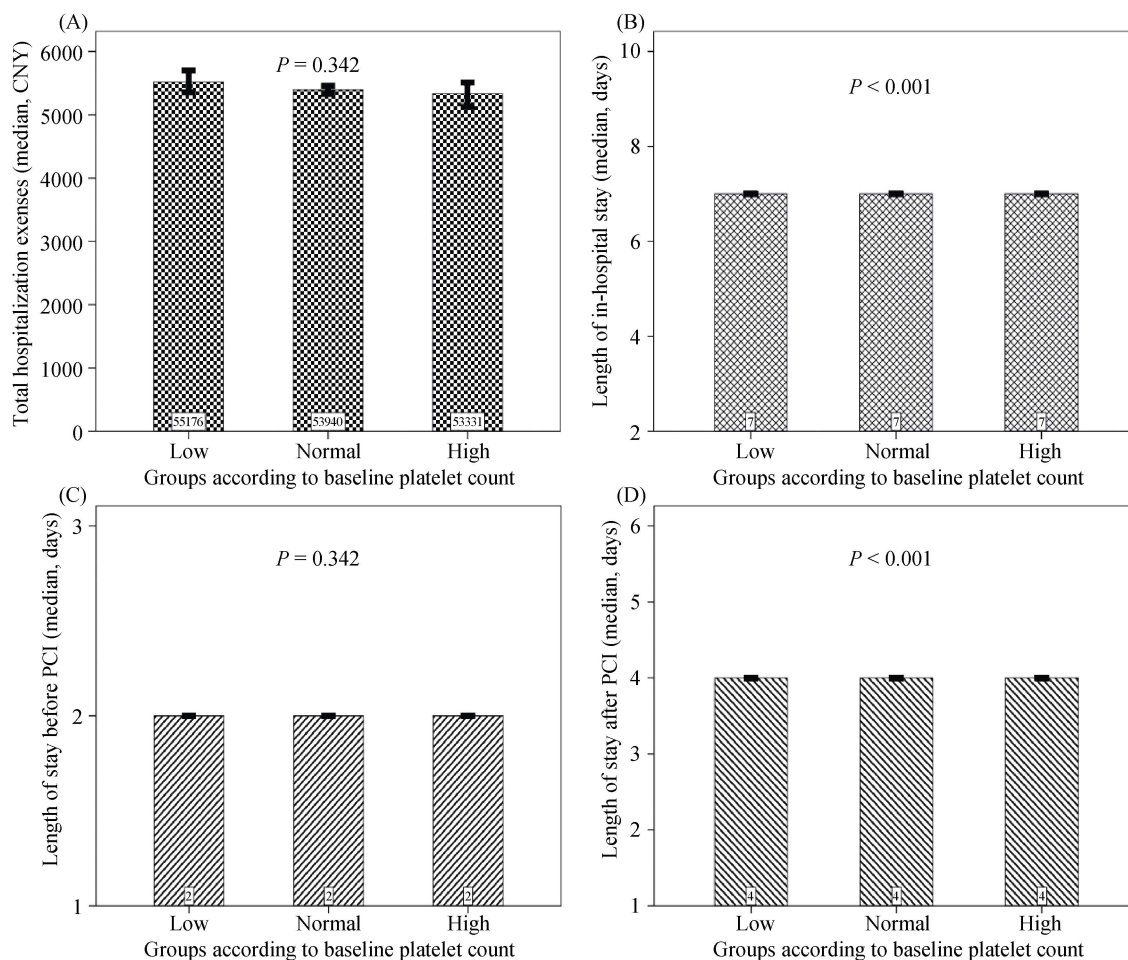 (A)
Total hospitalization exenses (median, CNY)
6000
5000
4000
3000
2000
1000
0
P = 0.342
55176
53940
53331
Low Normal High
Groups according to baseline platelet count
(B)
Length of in-hospital stay (median, days)
10
8
6
4
2
P < 0.001
7
7
7
Low Normal High
Groups according to baseline platelet count
(C)
Length of stay before PCI (median, days)
3
2
1
P = 0.342
2
2
2
Low Normal High
Groups according to baseline platelet count
(D)
Length of stay after PCI (median, days)
6
5
4
3
2
1
P < 0.001
4
4
4
Low Normal High
Groups according to baseline platelet count